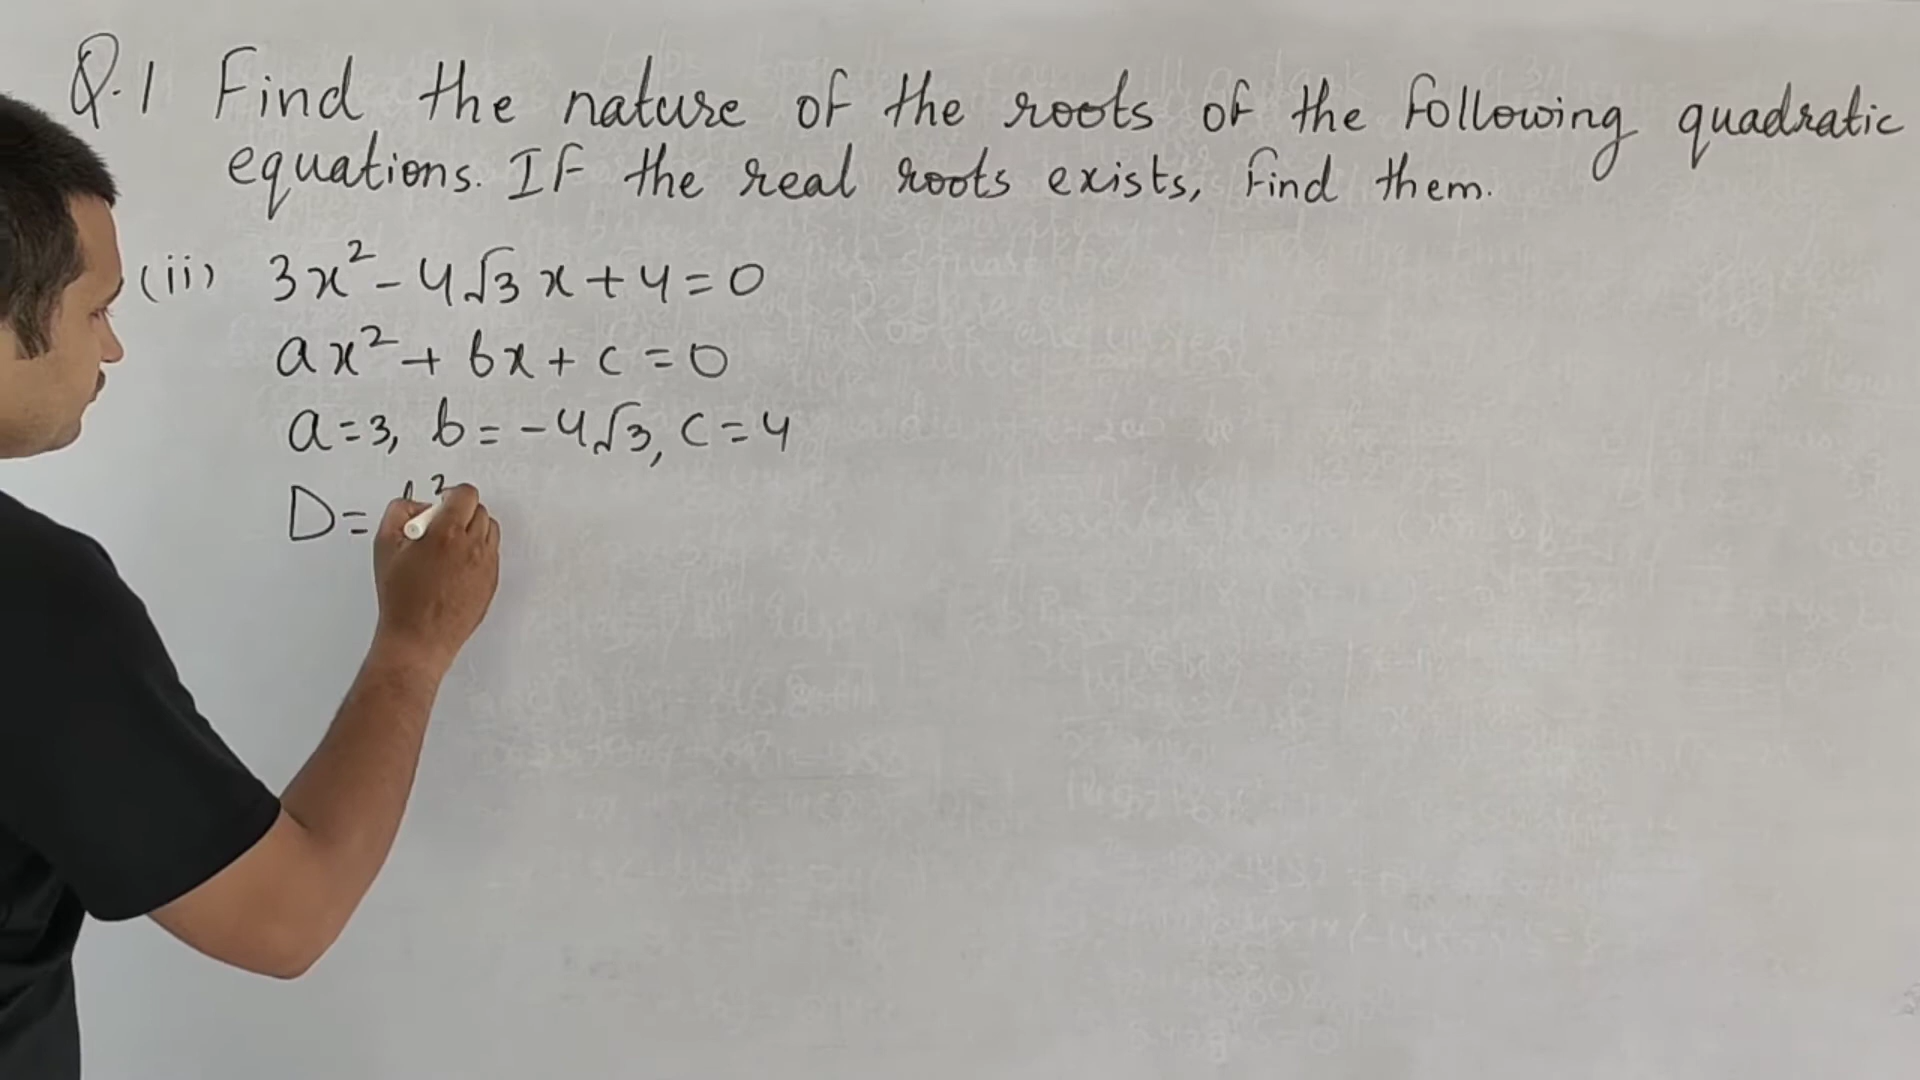 Q.1 Find the nature of the roots of the following quadratic
equations. If the real roots exists, find them.
(ii) 3x² - 4√3 x + 4 = 0
ax² + bx + c = 0
a = 3, b = -4√3, c = 4
D = b²